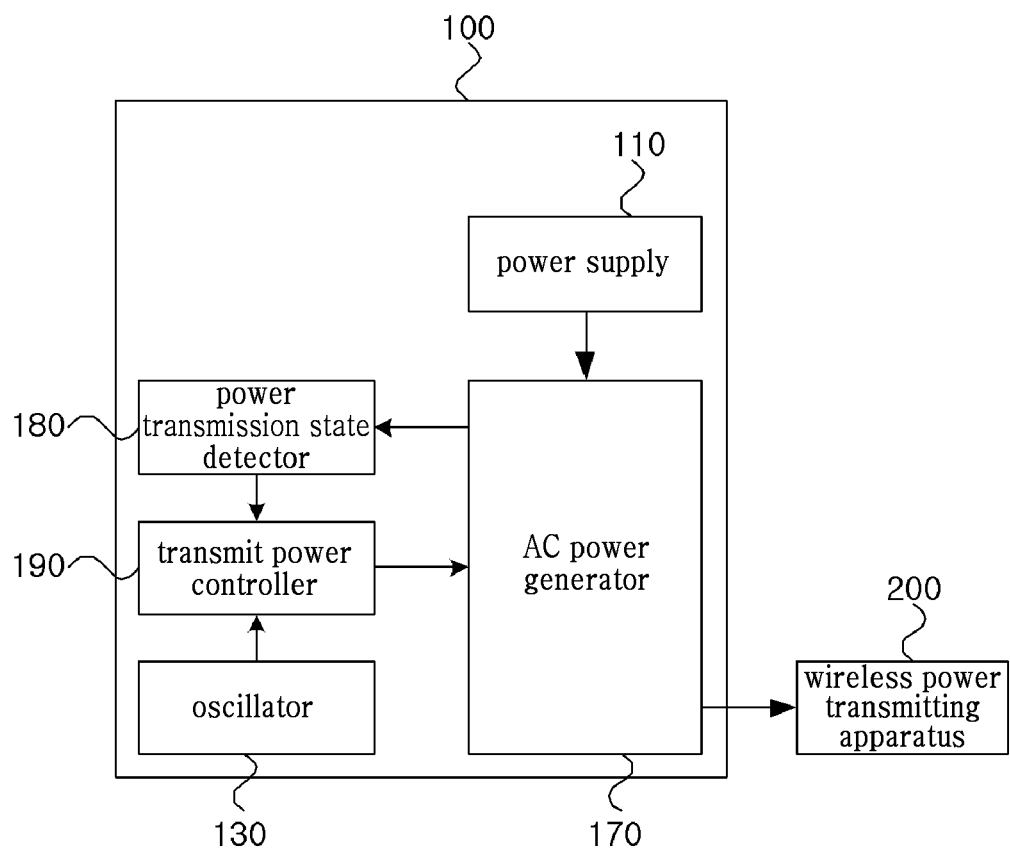 100
110
power supply
power
transmission state
detector
180
transmit power
controller
190
AC power
generator
200
wireless power
transmitting
apparatus
oscillator
130
170